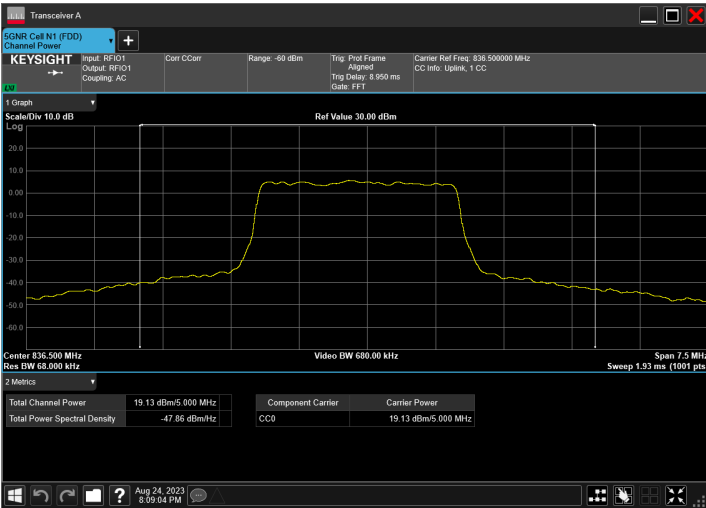 Transceiver A
5GNR Cell N1 (FDD)
Channel Power
KEYSIGHT
Input: RFIO1
Output: RFIO1
Coupling: AC
Corr CCorr
Range: -60 dBm
Trig: Prot Frame
Aligned
Trig Delay: 8.950 ms
Gate: FFT
Carrier Ref Freq: 836.500000 MHz
CC Info: Uplink, 1 CC
LXI
1 Graph
Scale/Div 10.0 dB
Ref Value 30.00 dBm
Log
20.0
10.0
0.00
-10.0
-20.0
-30.0
-40.0
-50.0
-60.0
Center 836.500 MHz
Video BW 680.00 kHz
Span 7.5 MHz
Res BW 68.000 kHz
Sweep 1.93 ms (1001 pts
2 Metrics
Total Channel Power 19.13 dBm/5.000 MHz
Total Power Spectral Density -47.86 dBm/Hz
Component Carrier Carrier Power
CC0 19.13 dBm/5.000 MHz
?
Aug 24, 2023
8:09:04 PM